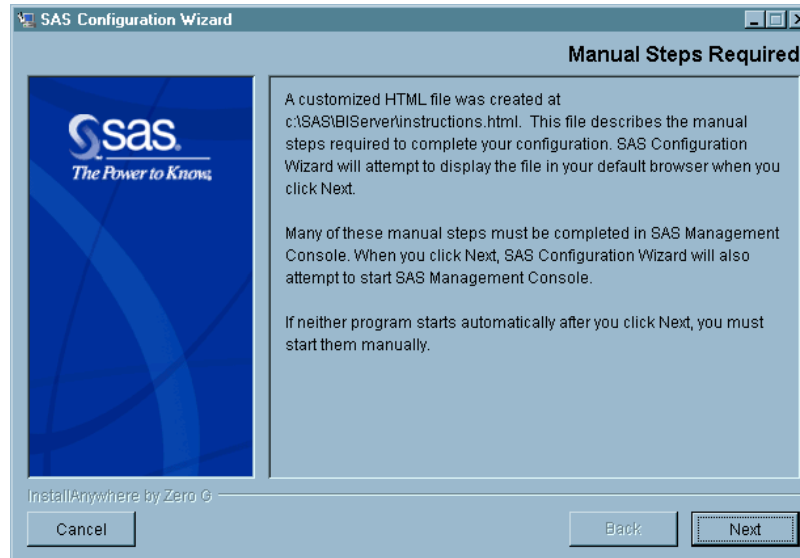 SAS Configuration Wizard
Manual Steps Required
sas.
The Power to Know.
A customized HTML file was created at
c:\SAS\BIServer\instructions.html. This file describes the manual
steps required to complete your configuration. SAS Configuration
Wizard will attempt to display the file in your default browser when you
click Next.
Many of these manual steps must be completed in SAS Management
Console. When you click Next, SAS Configuration Wizard will also
attempt to start SAS Management Console.
If neither program starts automatically after you click Next, you must
start them manually.
InstallAnywhere by Zero G
Cancel
Back
Next